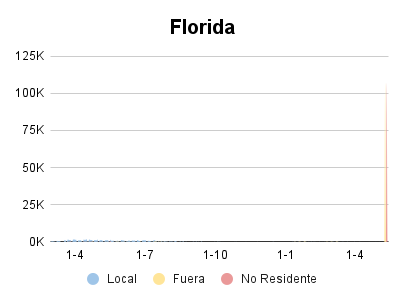 Florida
125K
100K
75K
50K
25K
0K
1-4 1-7 1-10 1-1 1-4
Local Fuera No Residente